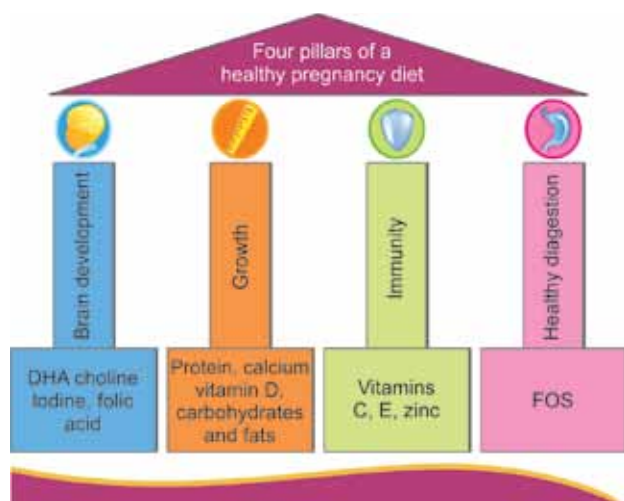 Four pillars of a
healthy pregnancy diet
Brain development
Growth
Immunity
Healthy diagestion
DHA choline
Iodine, folic
acid
Protein, calcium
vitamin D,
carbohydrates
and fats
Vitamins
C, E, zinc
FOS